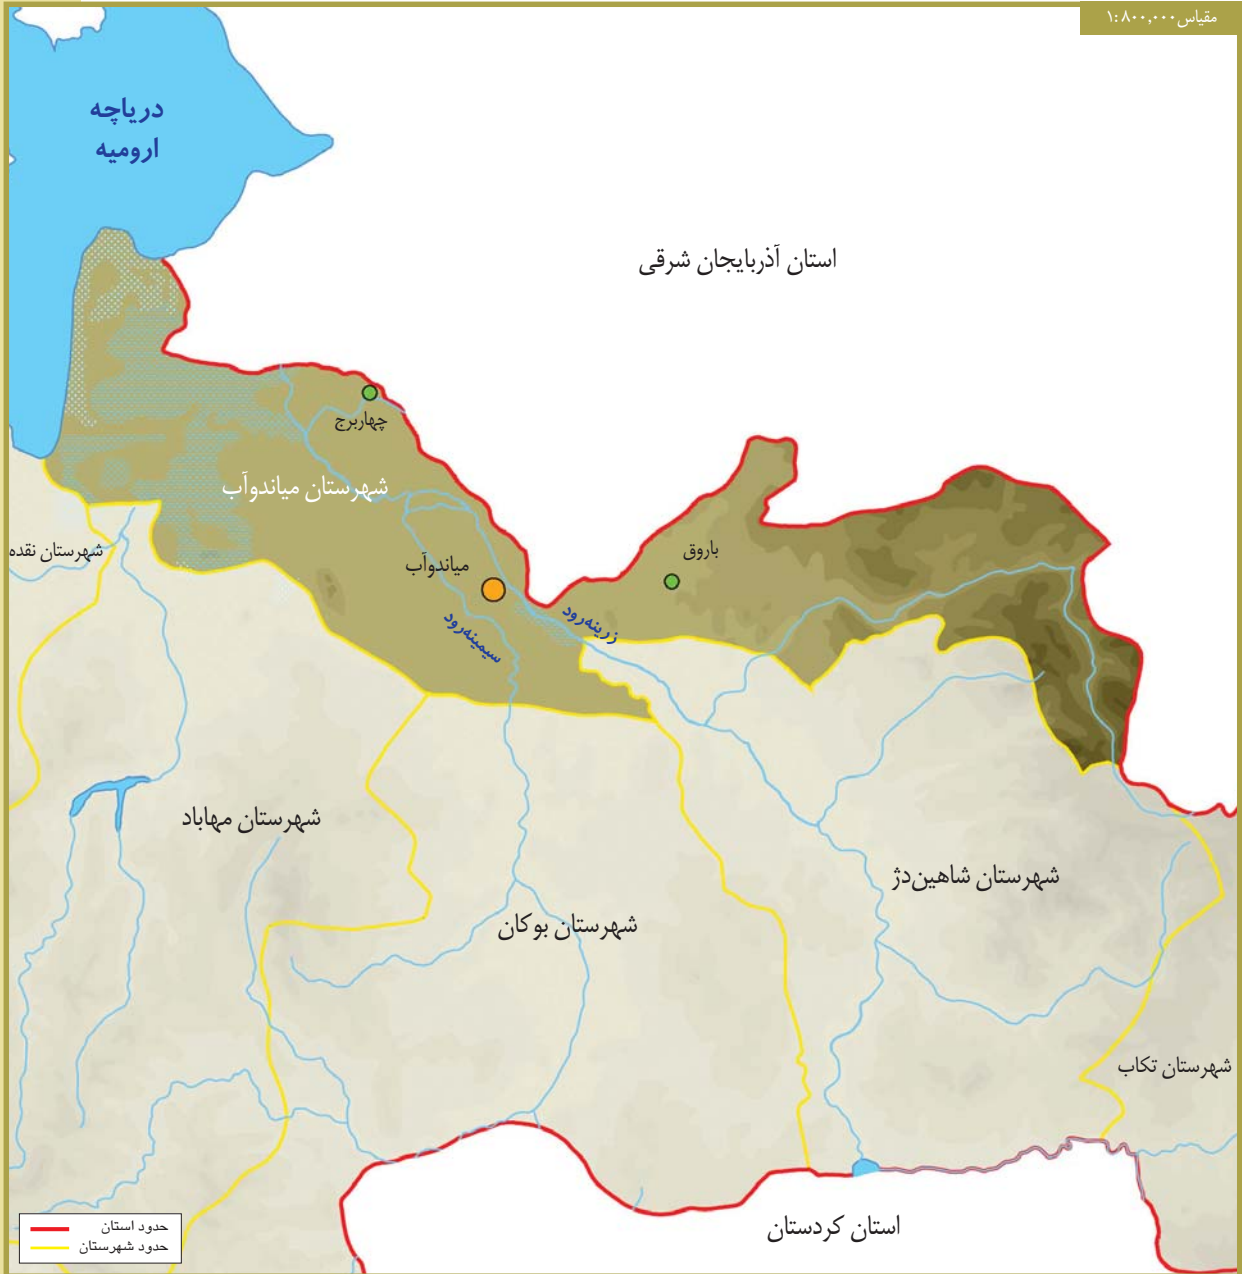 مقیاس ۱:۸۰۰,۰۰۰
دریاچه
ارومیه
استان آذربایجان شرقی
چهاربرج
شهرستان میاندوآب
شهرستان نقده
باروق
میاندوآب
زرینه‌رود
سیمینه‌رود
شهرستان مهاباد
شهرستان شاهین‌دژ
شهرستان بوکان
شهرستان تکاب
استان کردستان
حدود استان
حدود شهرستان